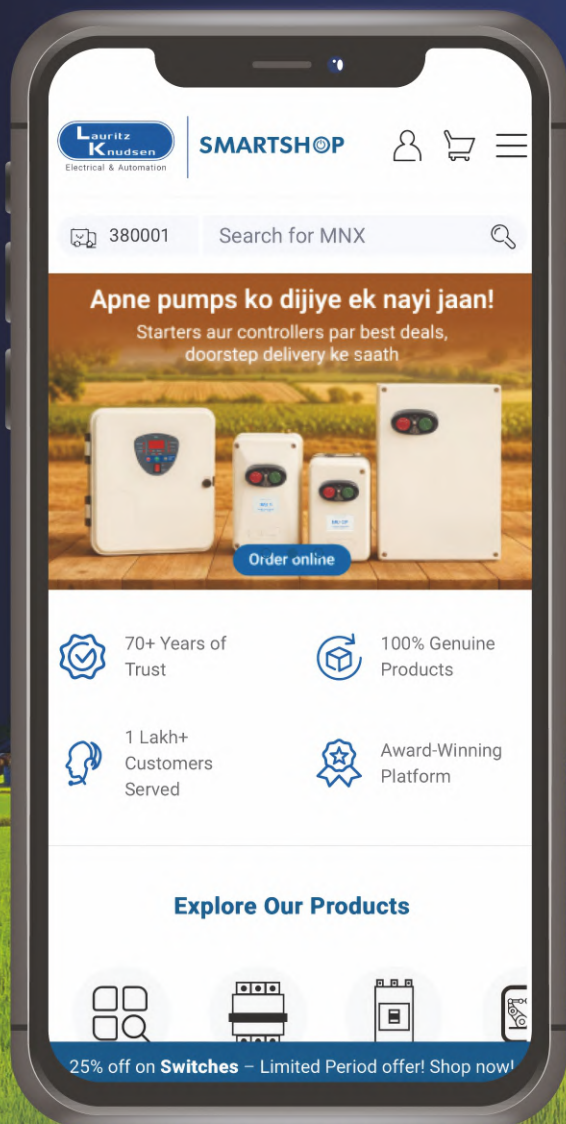 Lauritz
Knudsen
Electrical & Automation
SMARTSHOP
380001
Search for MNX
Apne pumps ko dijiye ek nayi jaan!
Starters aur controllers par best deals,
doorstep delivery ke saath
Order online
70+ Years of
Trust
100% Genuine
Products
1 Lakh+
Customers
Served
Award-Winning
Platform
Explore Our Products
25% off on Switches – Limited Period offer! Shop now!